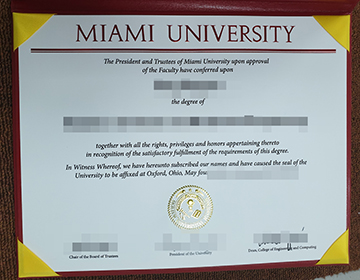 MIAMI UNIVERSITY
The President and Trustees of Miami University upon approval
of the Faculty have conferred upon
the degree of
together with all the rights, privileges and honors appertaining thereto
in recognition of the satisfactory fulfillment of the requirements of this degree.
In Witness Whereof, we have hereunto subscribed our names and have caused the seal of the
University to be affixed at Oxford, Ohio, May fou
Chair of the Board of Trustees
President of the University
Dean, College of Engineering and Computing